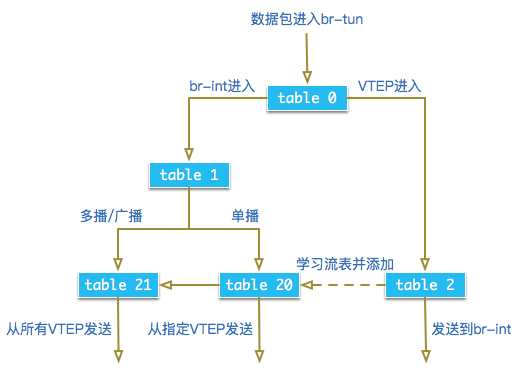 数据包进入br-tun
br-int进入
table 0
VTEP进入
table 1
多播/广播
单播
学习流表并添加
table 21
table 20
table 2
从所有VTEP发送
从指定VTEP发送
发送到br-int